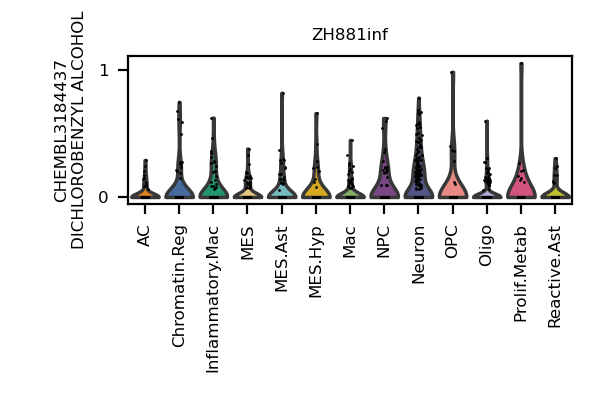 ZH881inf
CHEMBL3184437
DICHLOROBENZYL ALCOHOL
1
0
AC
Chromatin.Reg
Inflammatory.Mac
MES
MES.Ast
MES.Hyp
Mac
NPC
Neuron
OPC
Oligo
Prolif.Metab
Reactive.Ast